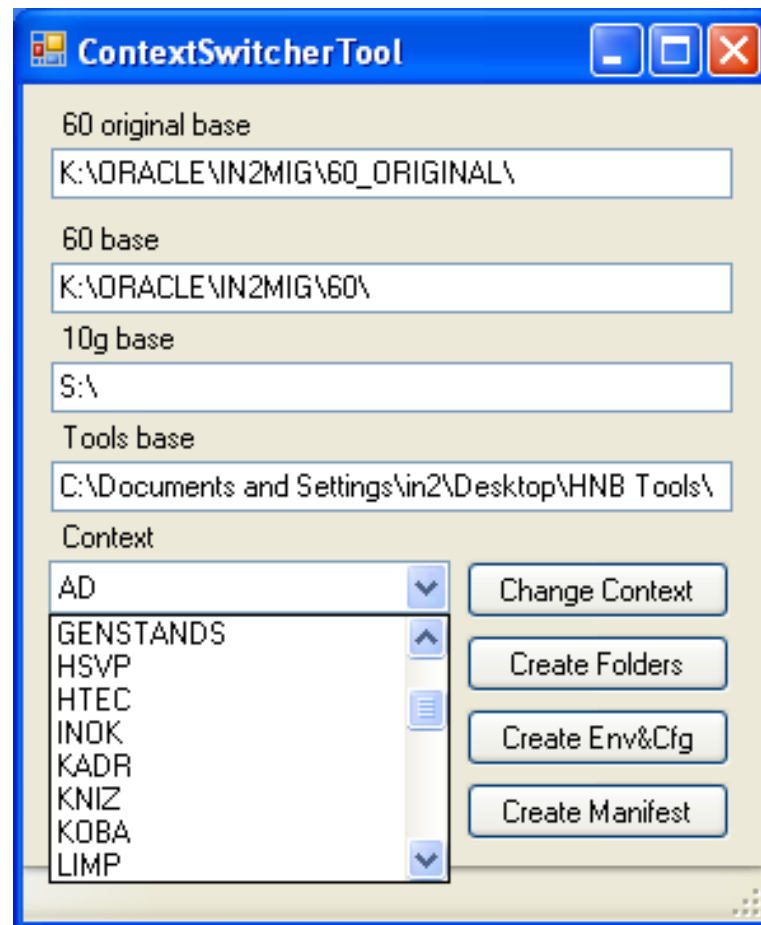 ContextSwitcherTool
60 original base
K:\ORACLE\IN2MIG\60_ORIGINAL\
60 base
K:\ORACLE\IN2MIG\60\
10g base
S:\
Tools base
C:\Documents and Settings\in2\Desktop\HNB Tools\
Context
AD
Change Context
GENSTANDS
HSVP
Create Folders
HTEC
INOK
Create Env&Cfg
KADR
KNIZ
Create Manifest
KOBA
LIMP